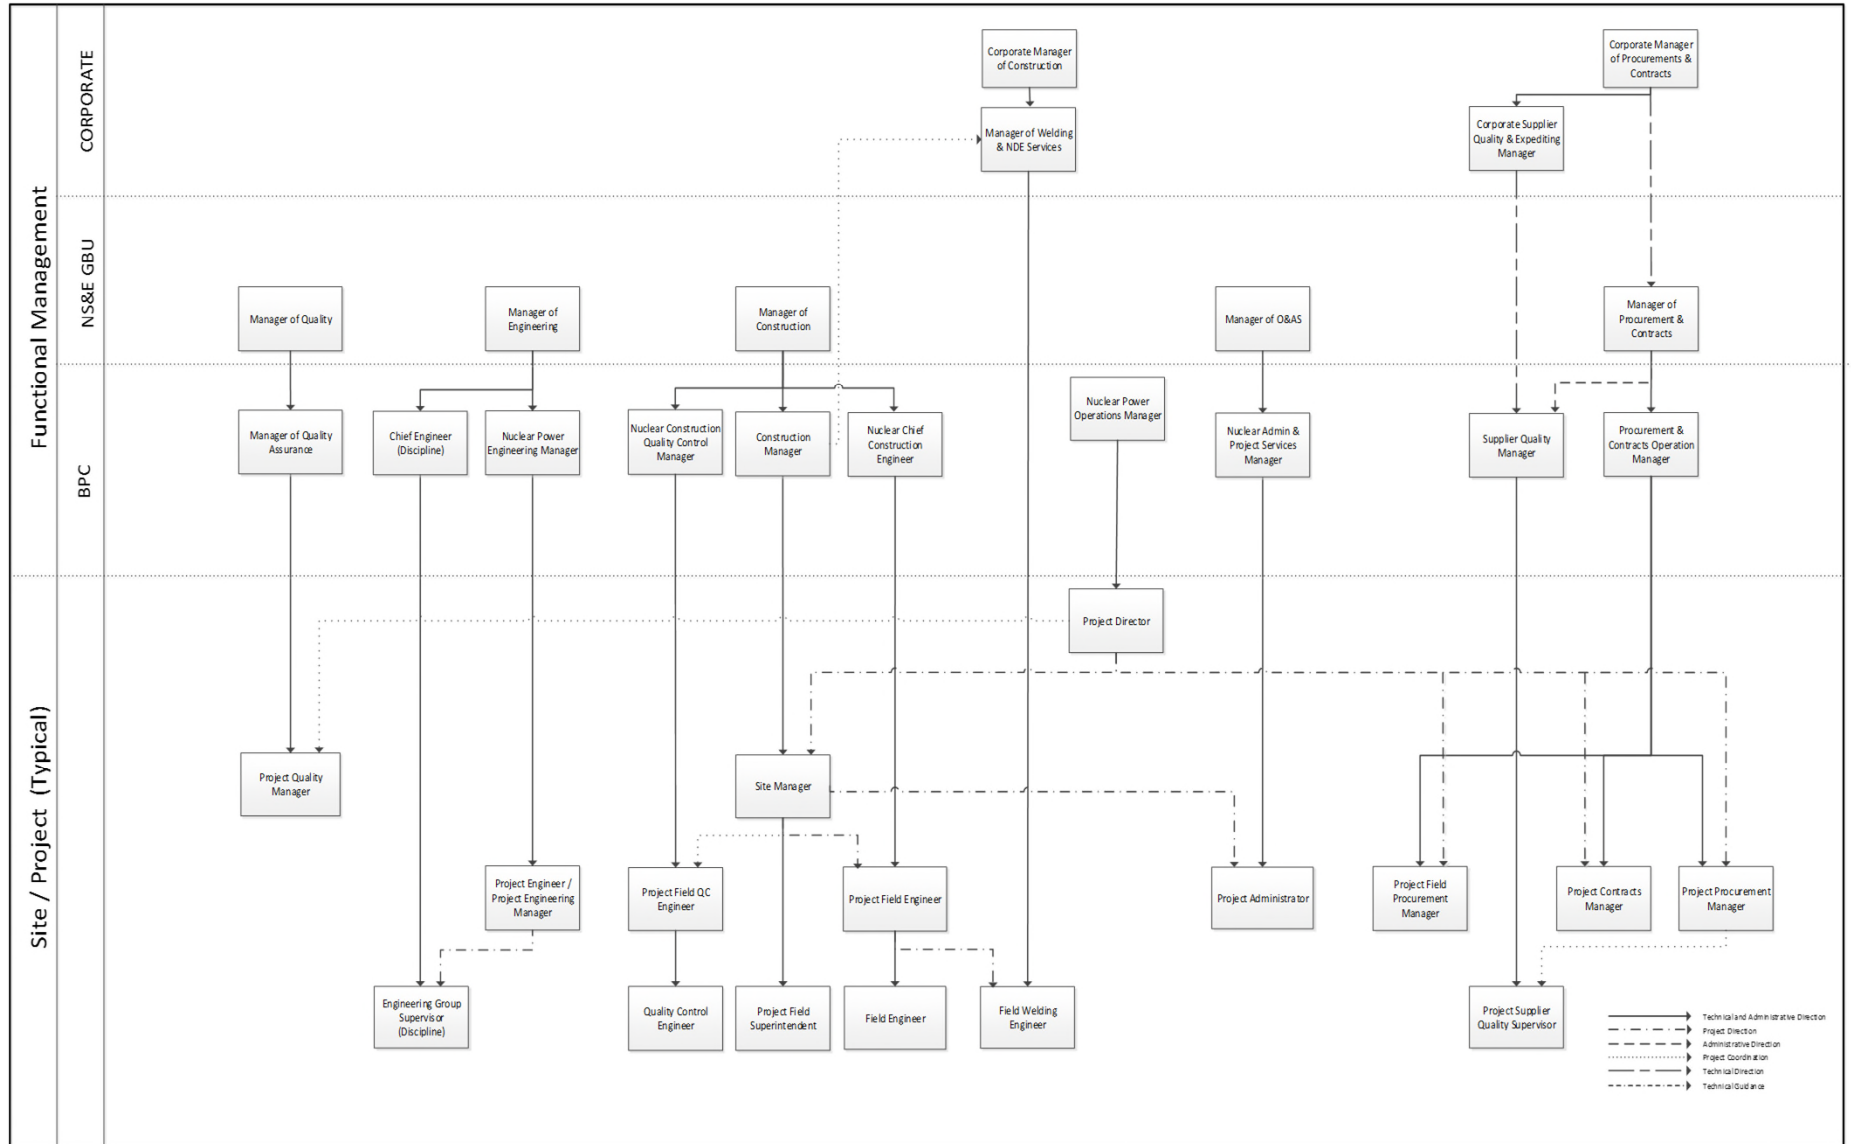 Functional Management
Site / Project (Typical)
CORPORATE
NS&E GBU
BPC
Corporate Manager
of Construction
Corporate Manager
of Procurements &
Contracts
Manager of Welding
& NDE Services
Corporate Supplier
Quality & Expediting
Manager
Manager of Quality
Manager of
Engineering
Manager of
Construction
Manager of O&AS
Manager of
Procurement &
Contracts
Nuclear Power
Operations Manager
Manager of Quality
Assurance
Chief Engineer
(Discipline)
Nuclear Power
Engineering Manager
Nuclear Construction
Quality Control
Manager
Construction
Manager
Nuclear Chief
Construction
Engineer
Nuclear Admin &
Project Services
Manager
Supplier Quality
Manager
Procurement &
Contracts Operation
Manager
Project Director
Project Quality
Manager
Site Manager
Project Engineer /
Project Engineering
Manager
Project Field QC
Engineer
Project Field Engineer
Project Administrator
Project Field
Procurement
Manager
Project Contracts
Manager
Project Procurement
Manager
Engineering Group
Supervisor
(Discipline)
Quality Control
Engineer
Project Field
Superintendent
Field Engineer
Field Welding
Engineer
Project Supplier
Quality Supervisor
Technical and Administrative Direction
Project Direction
Administrative Direction
Project Coordination
Technical Direction
Technical Guidance